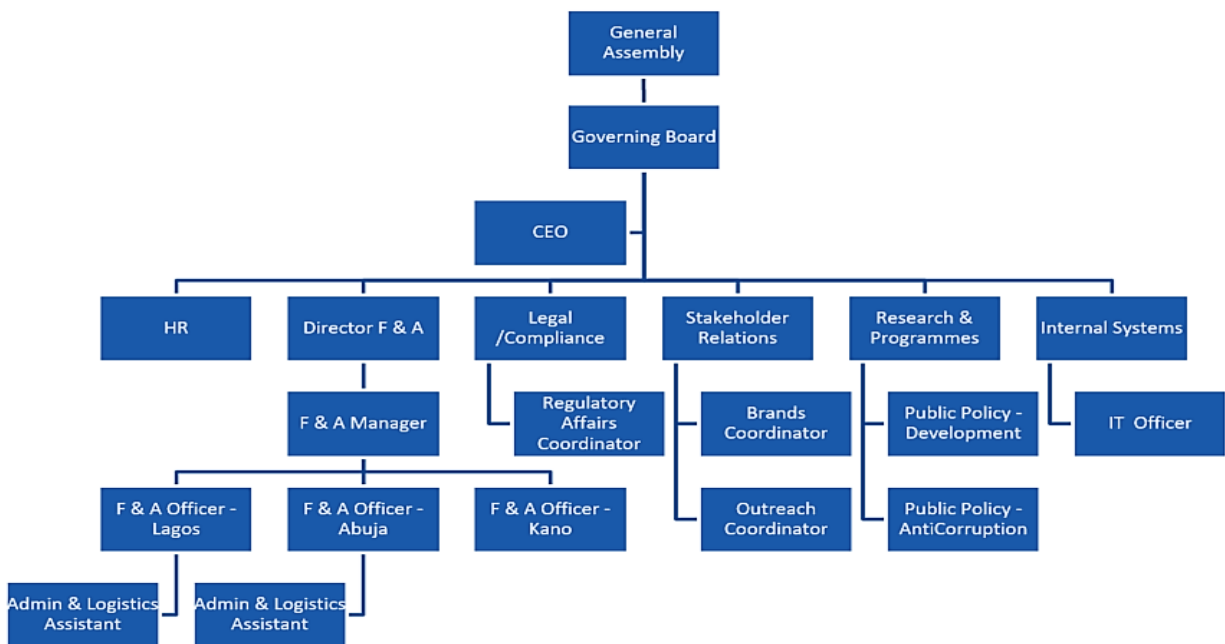 General
Assembly
Governing Board
CEO
HR
Director F & A
Legal
/Compliance
Stakeholder
Relations
Research &
Programmes
Internal Systems
F & A Manager
Regulatory
Affairs
Coordinator
Brands
Coordinator
Public Policy -
Development
IT Officer
F & A Officer -
Lagos
F & A Officer -
Abuja
F & A Officer -
Kano
Outreach
Coordinator
Public Policy -
AntiCorruption
Admin & Logistics
Assistant
Admin & Logistics
Assistant